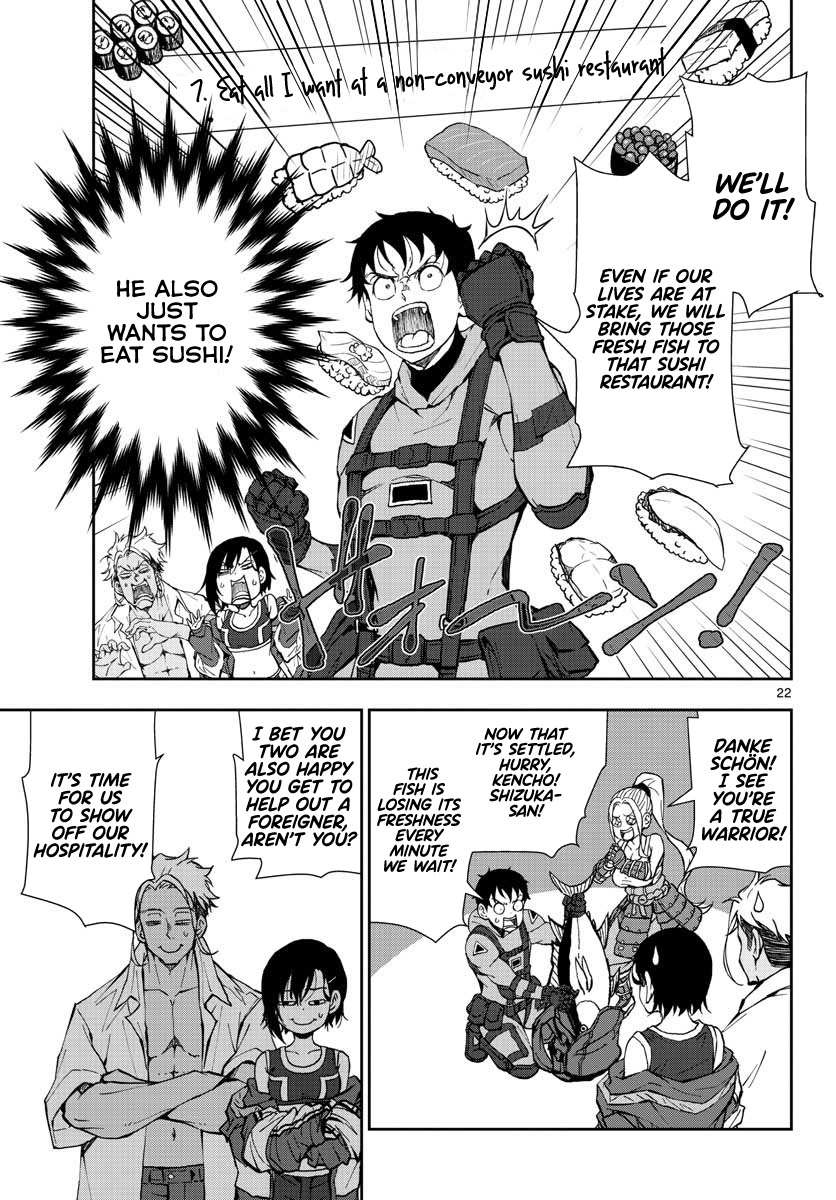 7. Eat all I want at a non-conveyor sushi restaurant
WE'LL
DO IT!
EVEN IF OUR
LIVES ARE AT
STAKE, WE WILL
BRING THOSE
FRESH FISH TO
THAT SUSHI
RESTAURANT!
HE ALSO
JUST
WANTS TO
EAT SUSHI!
ザオーン!
22
DANKE
SCHÖN!
I SEE
YOU'RE
A TRUE
WARRIOR!
NOW THAT
IT'S SETTLED,
HURRY,
KENCHO!
SHIZUKA-
SAN!
THIS
FISH IS
LOSING ITS
FRESHNESS
EVERY
MINUTE
WE WAIT!
I BET YOU
TWO ARE
ALSO HAPPY
YOU GET TO
HELP OUT A
FOREIGNER,
AREN'T YOU?
IT'S TIME
FOR US
TO SHOW
OFF OUR
HOSPITALITY!